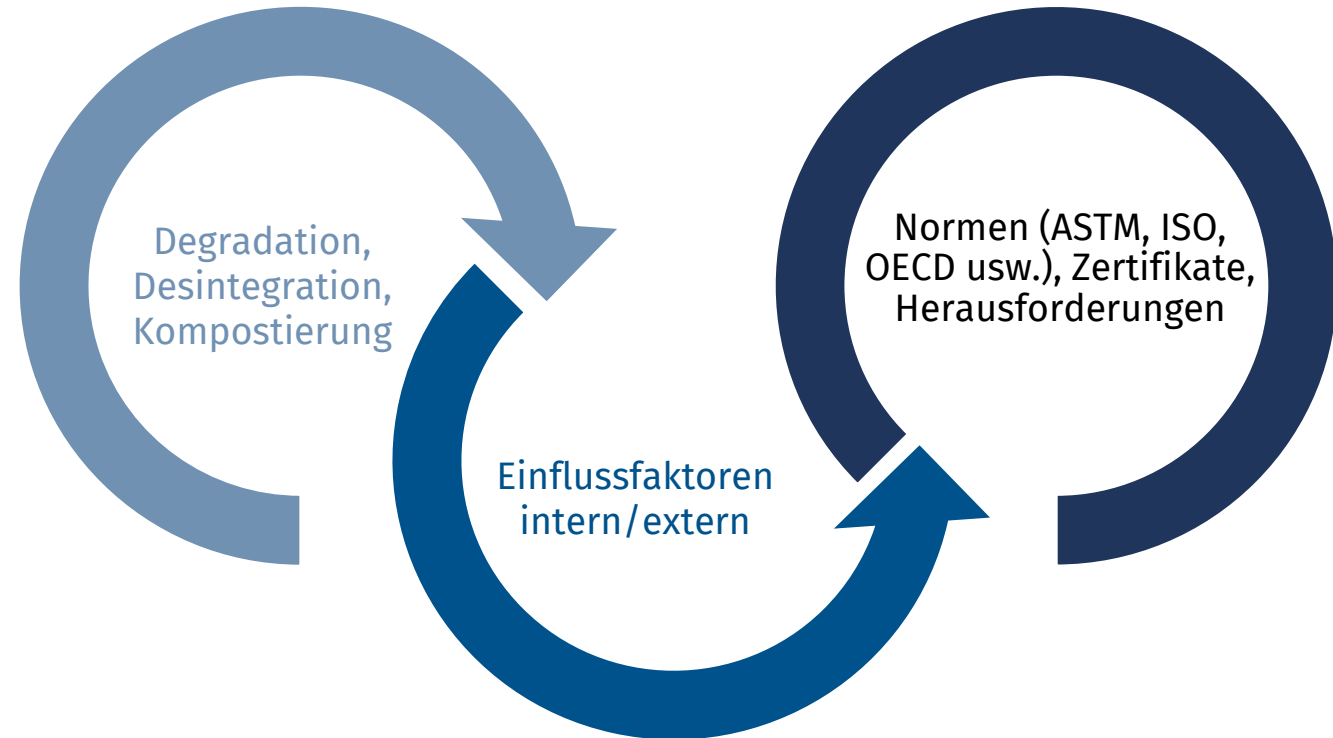 Degradation,
Desintegration,
Kompostierung
Einflussfaktoren
intern/extern
Normen (ASTM, ISO,
OECD usw.), Zertifikate,
Herausforderungen